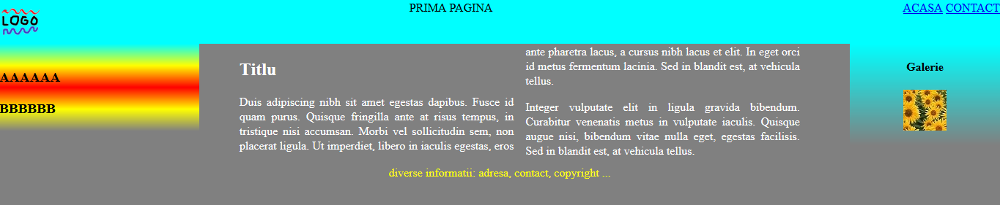 LOGO
PRIMA PAGINA
ACASA CONTACT
AAAAAA
BBBBBB
Titlu
Duis adipiscing nibh sit amet egestas dapibus. Fusce id
quam purus. Quisque fringilla ante at risus tempus, in
tristique nisi accumsan. Morbi vel sollicitudin sem, non
placerat ligula. Ut imperdiet, libero in iaculis egestas, eros
ante pharetra lacus, a cursus nibh lacus et elit. In eget orci
id metus fermentum lacinia. Sed in blandit est, at vehicula
tellus.
Integer vulputate elit in ligula gravida bibendum.
Curabitur venenatis metus in vulputate iaculis. Quisque
augue nisi, bibendum vitae nulla eget, egestas facilisis.
Sed in blandit est, at vehicula tellus.
Galerie
diverse informatii: adresa, contact, copyright ...